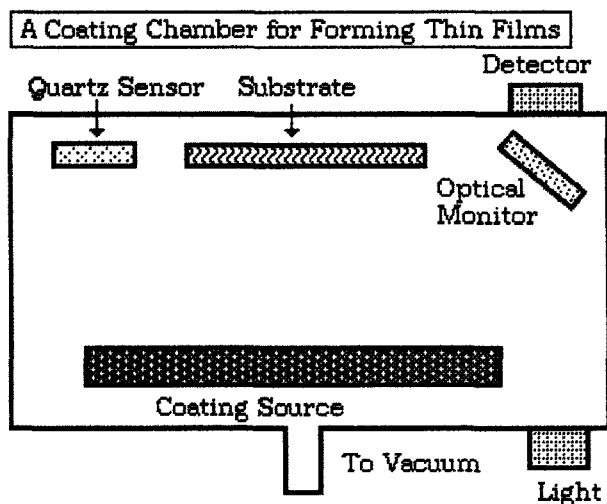 A Coating Chamber for Forming Thin Films
Detector
Quartz Sensor
Substrate
Optical
Monitor
Coating Source
To Vacuum
Light